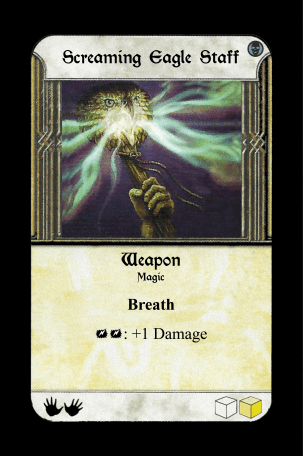 Screaming Eagle Staff
Weapon
Magic
Breath
: +1 Damage